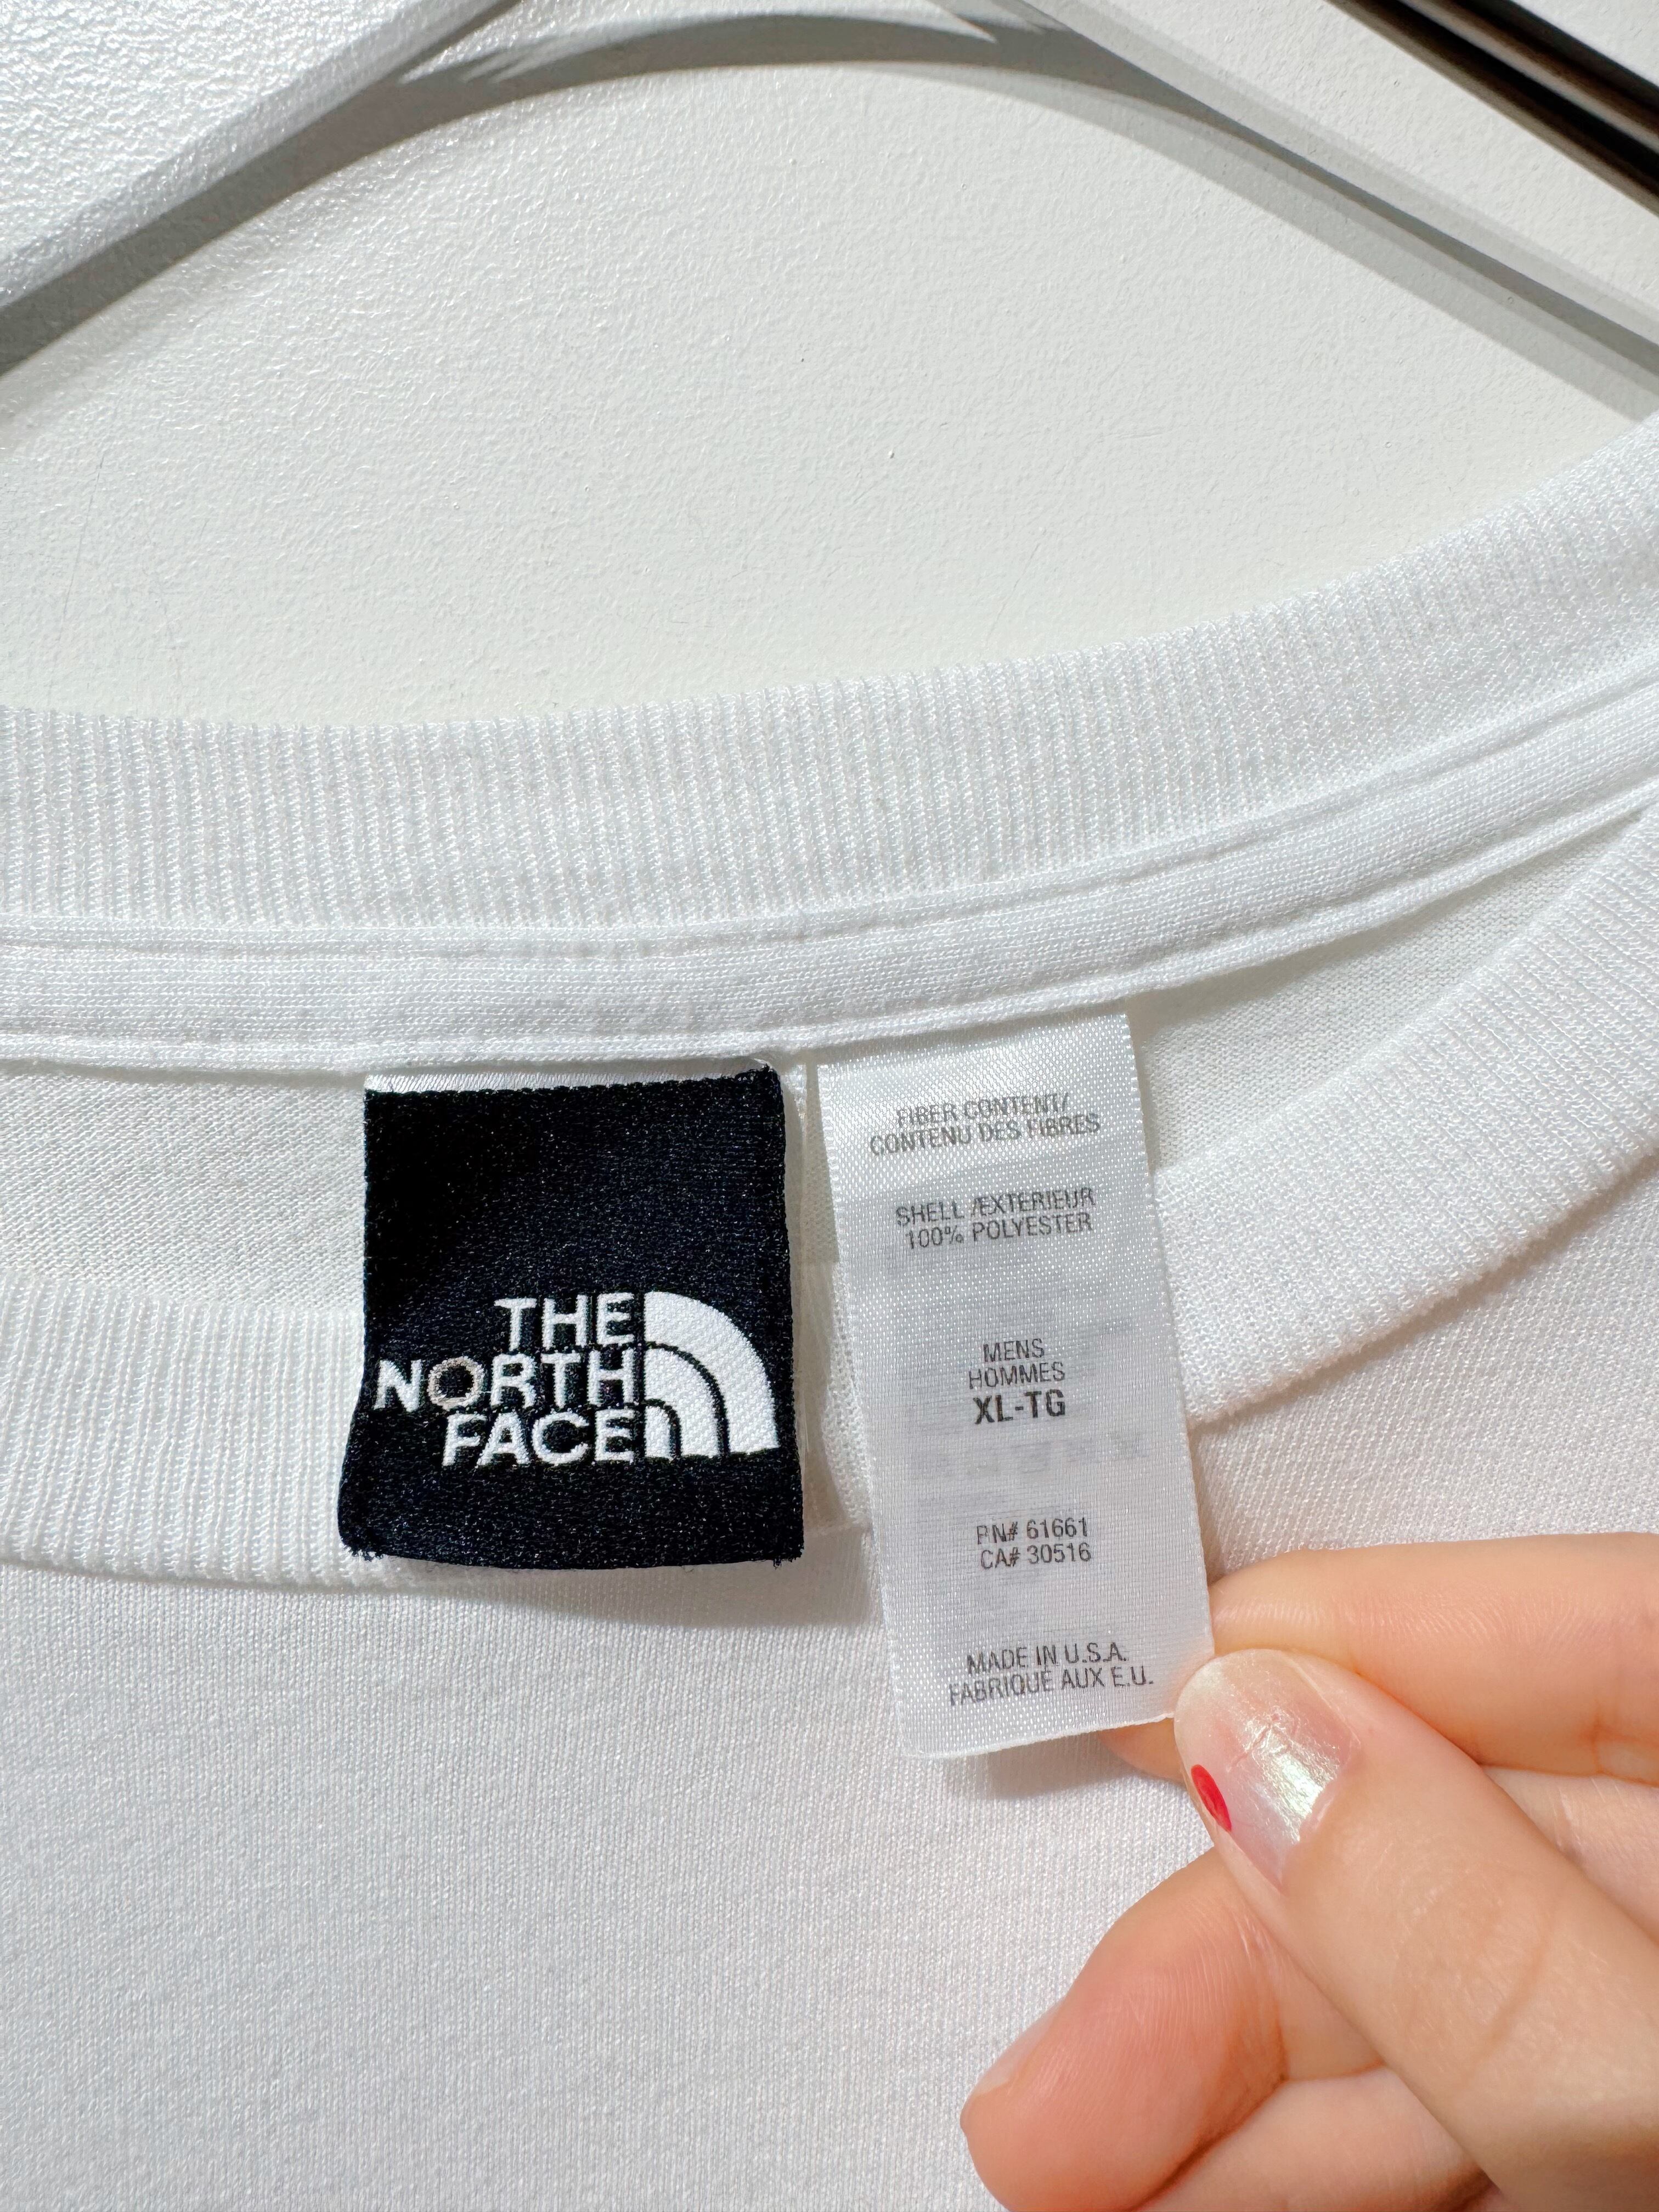 THE
NORTH
FACE
FIBER CONTENT/
CONTENU DES FIBRES
SHELL /EXTERIEUR
100% POLYESTER
MENS
HOMMES
XL-TG
RN# 61661
CA# 30516
MADE IN U.S.A.
FABRIQUÉ AUX E.U.